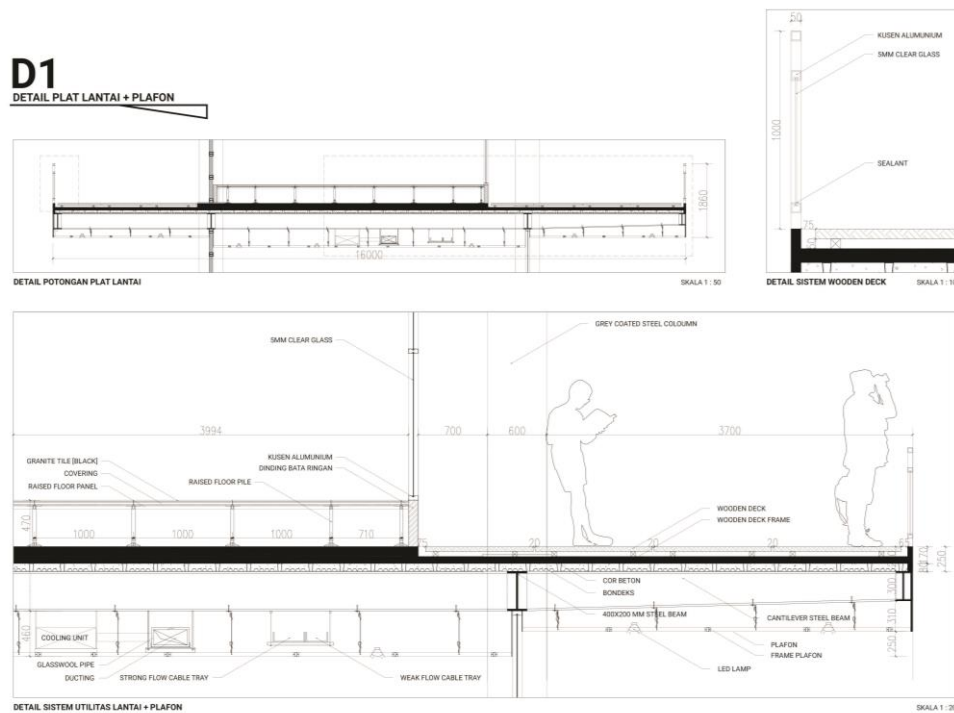 D1
DETAIL PLAT LANTAI + PLAFON
1860
16000
DETAIL POTONGAN PLAT LANTAI
SKALA 1 : 50
50
KUSEN ALUMUNIUM
5MM CLEAR GLASS
1000
SEALANT
75
DETAIL SISTEM WOODEN DECK
GREY COATED STEEL COLOUMN
5MM CLEAR GLASS
3994
700
600
3700
KUSEN ALUMUNIUM
GRANITE TILE [BLACK]
DINDING BATA RINGAN
COVERING
RAISED FLOOR PANEL
RAISED FLOOR PILE
470
1000
1000
1000
710
WOODEN DECK
WOODEN DECK FRAME
20
20
20
170
80
250
COR BETON
BONDEKS
300
400X200 MM STEEL BEAM
CANTILEVER STEEL BEAM
310
460
COOLING UNIT
PLAFON
250
GLASSWOOL PIPE
FRAME PLAFON
LED LAMP
DUCTING
STRONG FLOW CABLE TRAY
WEAK FLOW CABLE TRAY
DETAIL SISTEM UTILITAS LANTAI + PLAFON